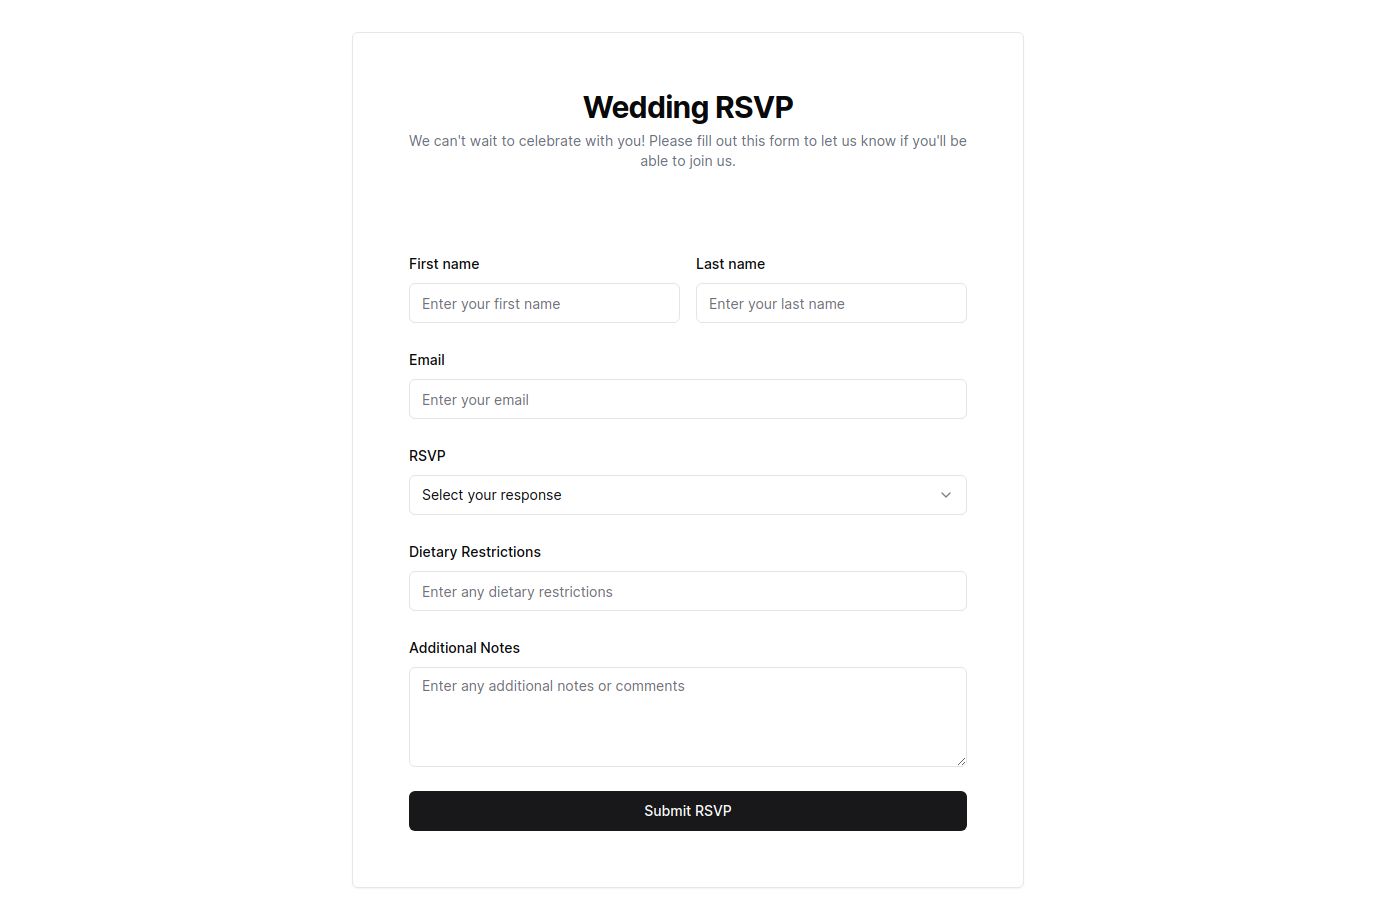 Wedding RSVP
We can't wait to celebrate with you! Please fill out this form to let us know if you'll be
able to join us.
First name
Last name
Enter your first name
Enter your last name
Email
Enter your email
RSVP
Select your response
Dietary Restrictions
Enter any dietary restrictions
Additional Notes
Enter any additional notes or comments
Submit RSVP